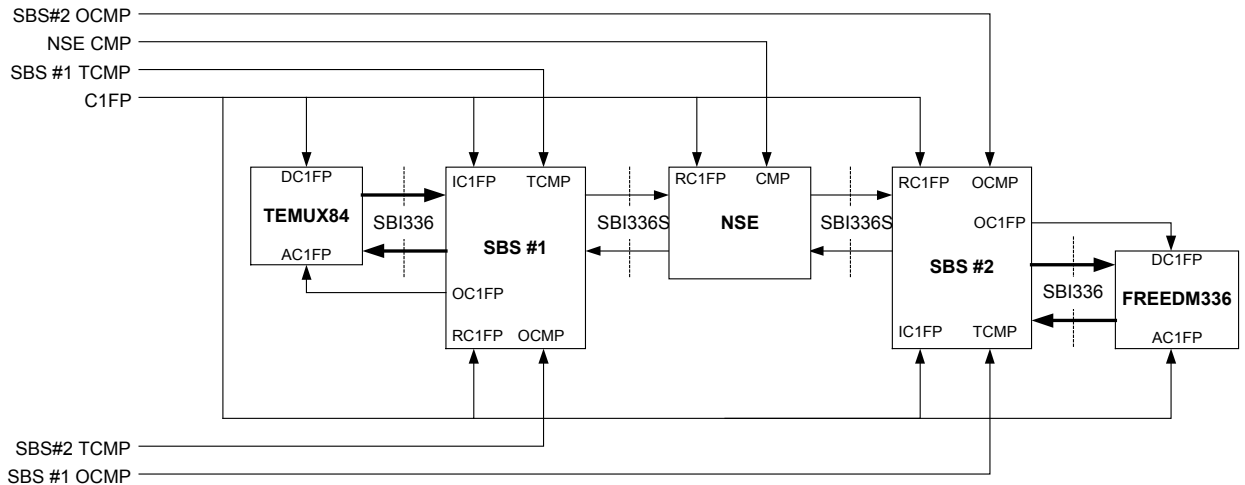 SBS#2 OCMP
NSE CMP
SBS #1 TCMP
C1FP
DC1FP
TEMUX84
AC1FP
SBI336
IC1FP TCMP
SBS #1
OC1FP
RC1FP OCMP
SBI336S
RC1FP CMP
NSE
SBI336S
RC1FP OCMP
OC1FP
SBS #2
IC1FP TCMP
SBI336
DC1FP
FREEDM336
AC1FP
SBS#2 TCMP
SBS #1 OCMP